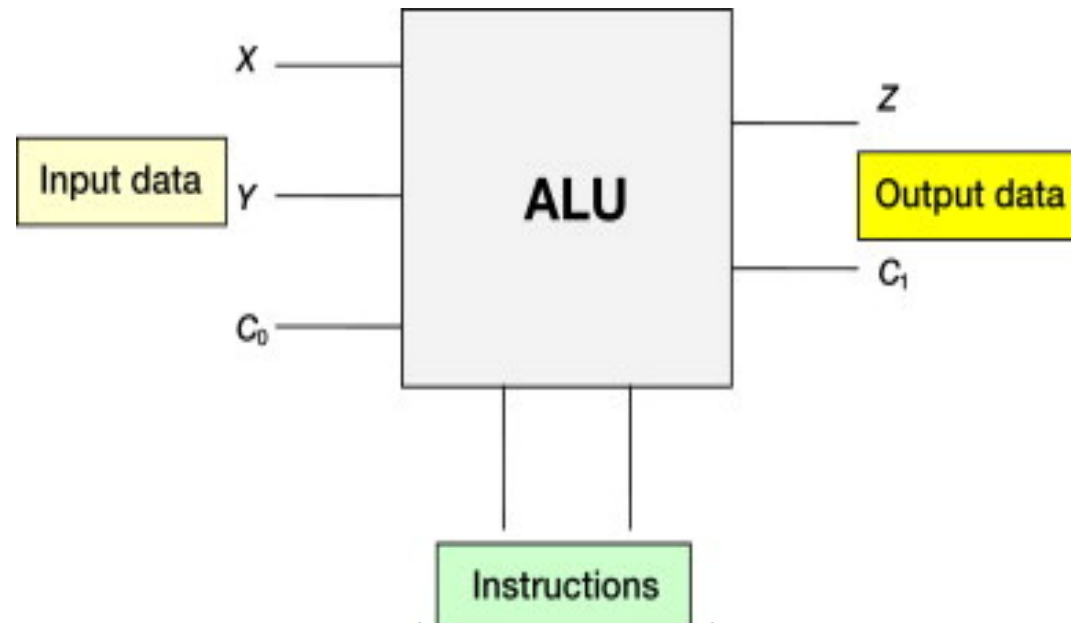 X
Z
Input data
Y
ALU
Output data
C₁
C₀
Instructions